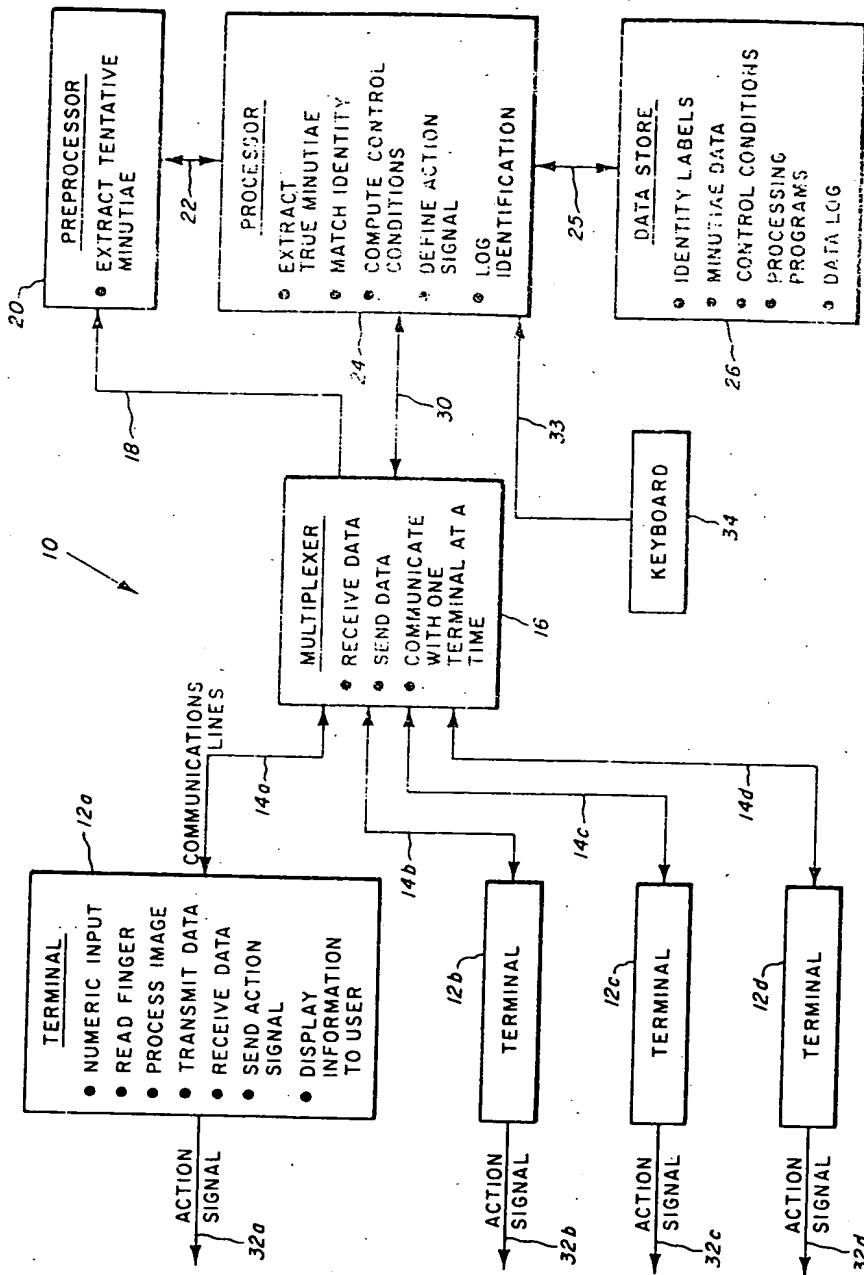 10
TERMINAL
● NUMERIC INPUT
● READ FINGER
● PROCESS IMAGE
● TRANSMIT DATA
● RECEIVE DATA
● SEND ACTION
SIGNAL
● DISPLAY
INFORMATION
TO USER
12a
ACTION
SIGNAL
32a
COMMUNICATIONS
LINES
14a
TERMINAL
12b
ACTION
SIGNAL
32b
14b
TERMINAL
12c
ACTION
SIGNAL
32c
14c
TERMINAL
12d
ACTION
SIGNAL
32d
14d
MULTIPLEXER
● RECEIVE DATA
● SEND DATA
● COMMUNICATE
WITH ONE
TERMINAL AT A
TIME
16
18
30
33
KEYBOARD
34
PREPROCESSOR
● EXTRACT TENTATIVE
MINUTIAE
20
22
PROCESSOR
● EXTRACT
TRUE MINUTIAE
● MATCH IDENTITY
● COMPUTE CONTROL
CONDITIONS
● DEFINE ACTION
SIGNAL
● LOG
IDENTIFICATION
24
25
DATA STORE
● IDENTITY LABELS
● MINUTIAE DATA
● CONTROL CONDITIONS
● PROCESSING
PROGRAMS
● DATA LOG
26